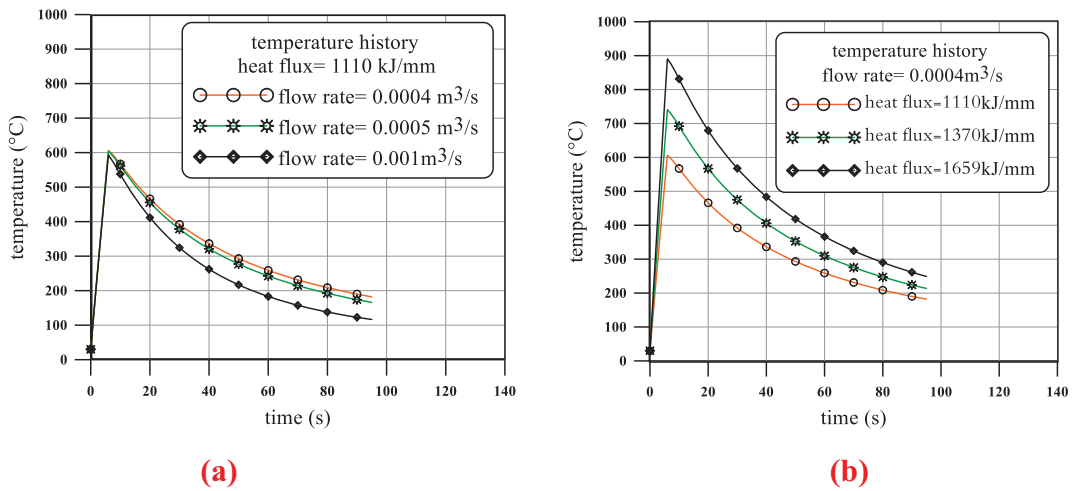 temperature history
heat flux= 1110 kJ/mm
flow rate= 0.0004 m3/s
flow rate= 0.0005 m3/s
flow rate= 0.001m3/s
temperature (°C)
1000
900
800
700
600
500
400
300
200
100
0
0 20 40 60 80 100 120 140
time (s)
(a)
temperature history
flow rate= 0.0004m3/s
heat flux=1110kJ/mm
heat flux=1370kJ/mm
heat flux=1659kJ/mm
temperature (°C)
1000
900
800
700
600
500
400
300
200
100
0
0 20 40 60 80 100 120 140
time (s)
(b)